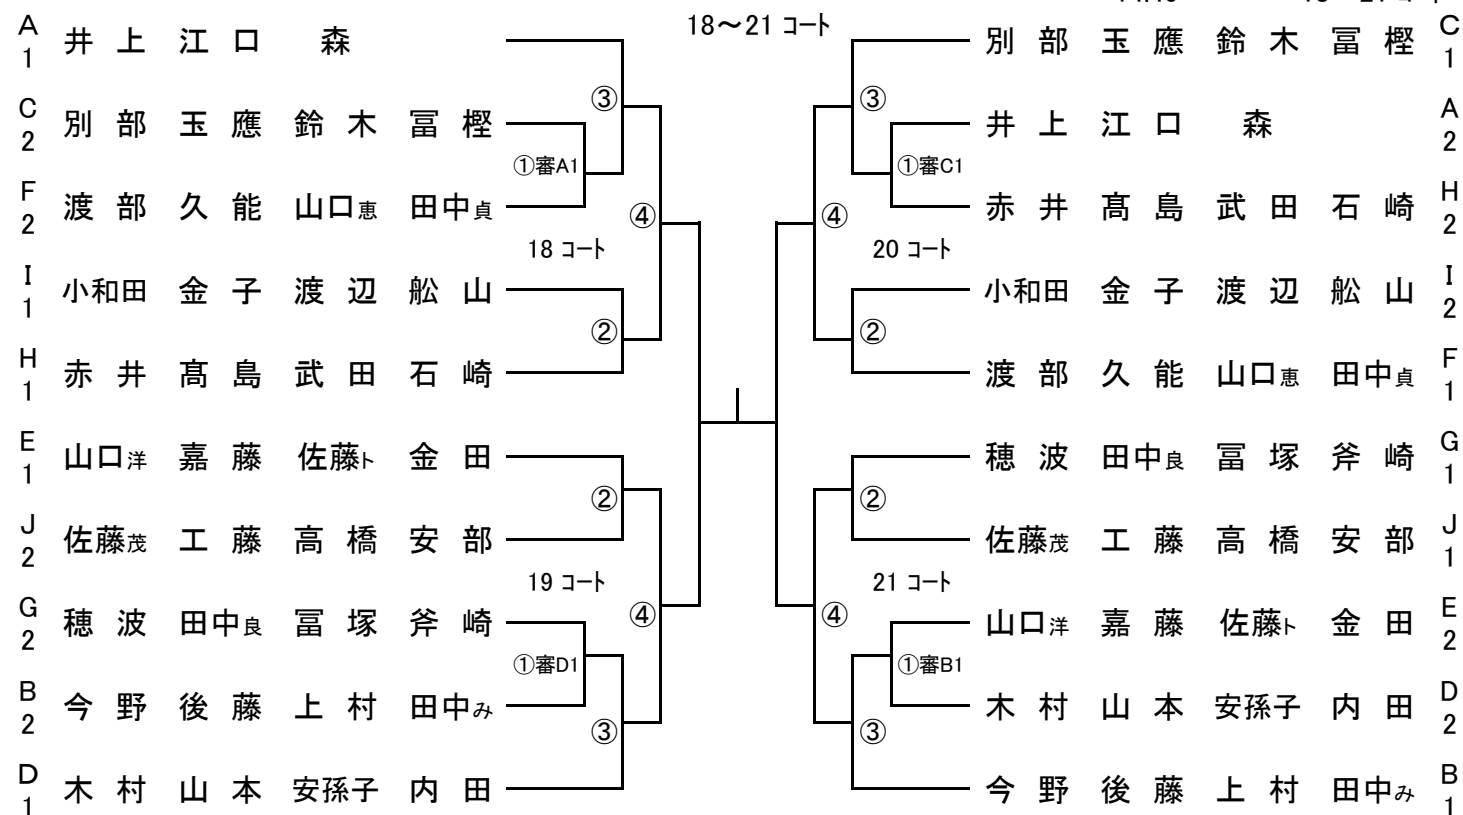 18～21 コート
A1 井上 江口 森
③
C2 別部 玉應 鈴木 冨樫
①審A1
F2 渡部 久能 山口恵 田中貞
④
18 コート
I1 小和田 金子 渡辺 舩山
②
H1 赤井 髙島 武田 石崎
E1 山口洋 嘉藤 佐藤ト 金田
②
J2 佐藤茂 工藤 高橋 安部
19 コート
G2 穂波 田中良 冨塚 斧崎
④
①審D1
B2 今野 後藤 上村 田中み
③
D1 木村 山本 安孫子 内田
別部 玉應 鈴木 冨樫 C1
③
井上 江口 森 A2
①審C1
赤井 髙島 武田 石崎 H2
④
20 コート
小和田 金子 渡辺 舩山 I2
②
渡部 久能 山口恵 田中貞 F1
穂波 田中良 冨塚 斧崎 G1
②
佐藤茂 工藤 高橋 安部 J1
21 コート
山口洋 嘉藤 佐藤ト 金田 E2
④
①審B1
木村 山本 安孫子 内田 D2
③
今野 後藤 上村 田中み B1